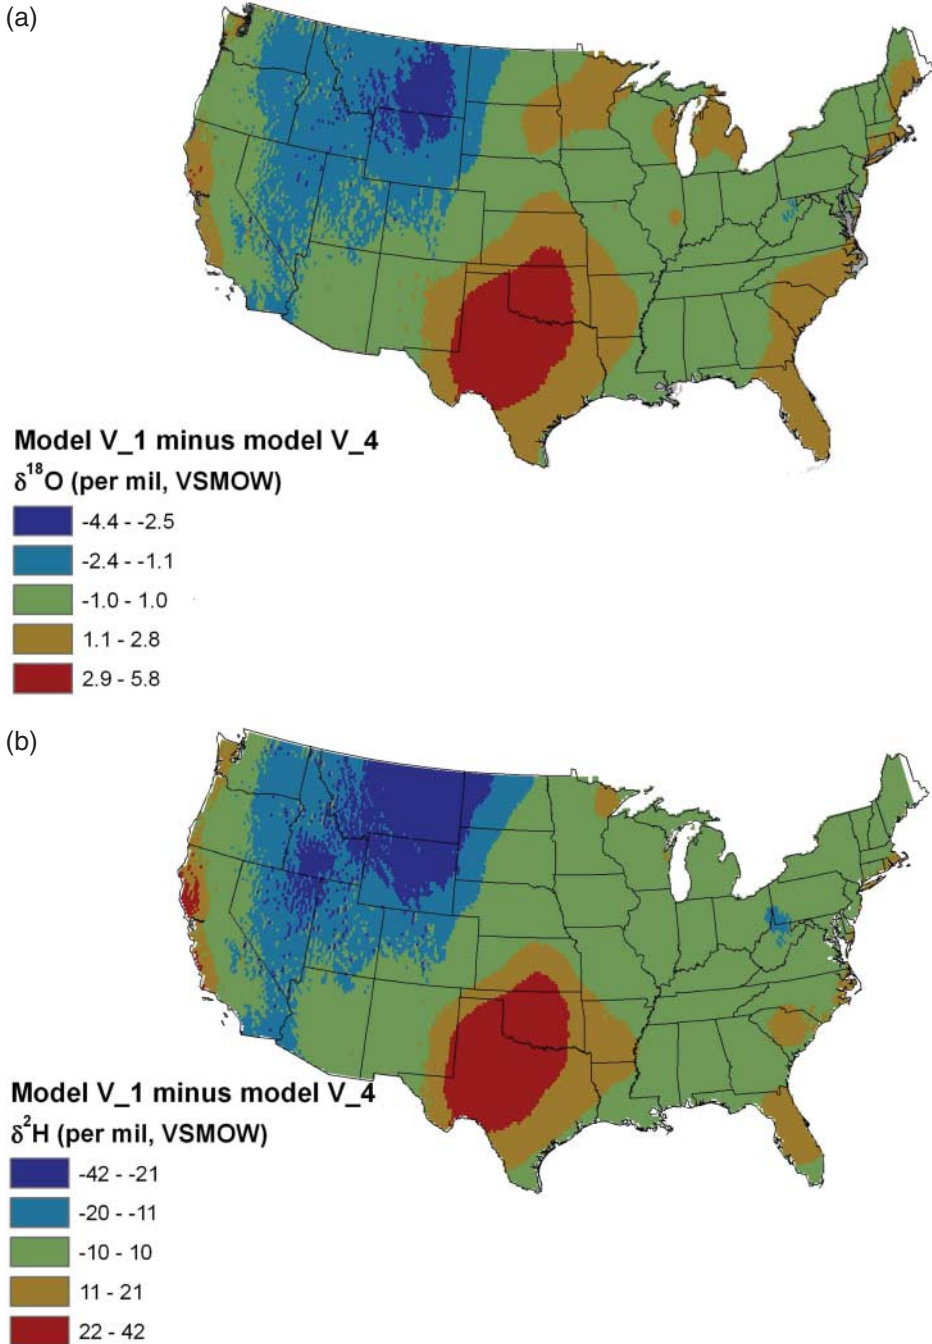 (a)
Model V_1 minus model V_4
δ¹⁸O (per mil, VSMOW)
-4.4 - -2.5
-2.4 - -1.1
-1.0 - 1.0
1.1 - 2.8
2.9 - 5.8
(b)
Model V_1 minus model V_4
δ²H (per mil, VSMOW)
-42 - -21
-20 - -11
-10 - 10
11 - 21
22 - 42